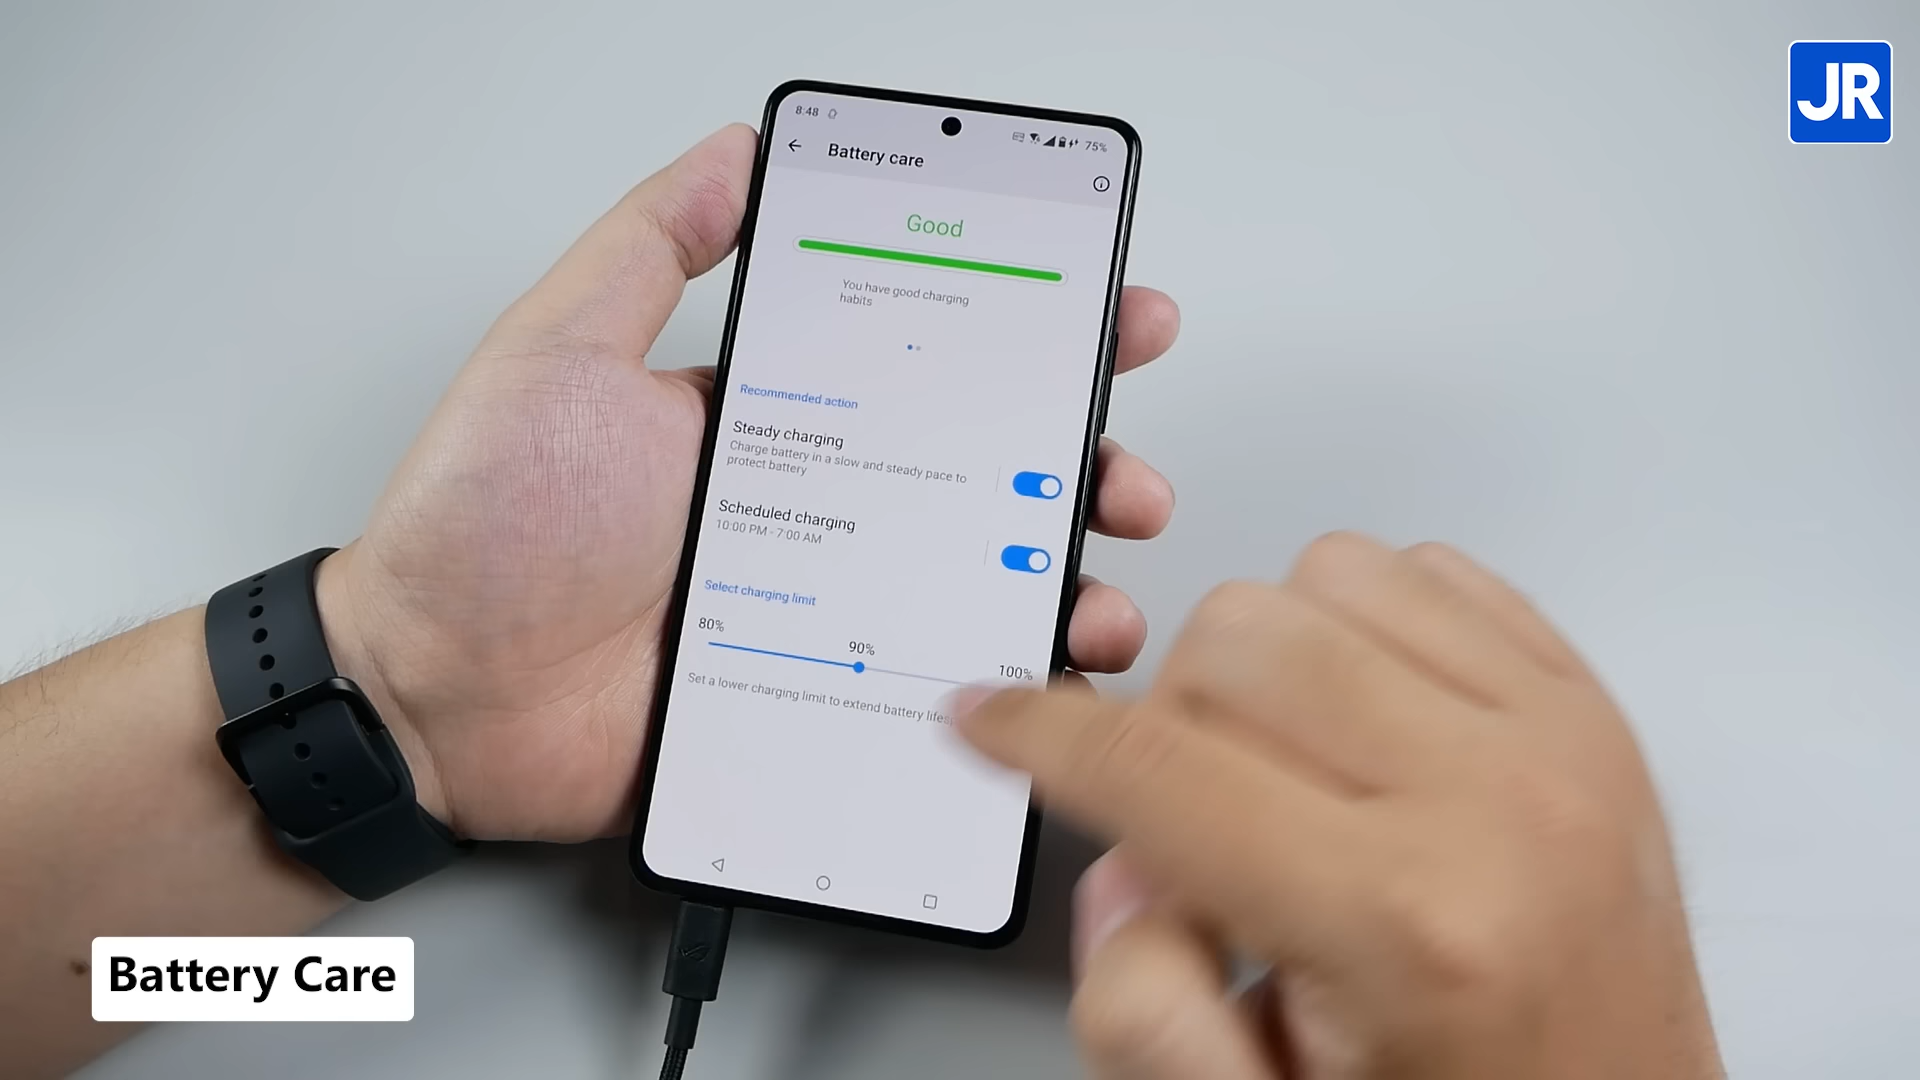 JR
8:48
75%
Battery care
Good
You have good charging
habits
Recommended action
Steady charging
Charge battery in a slow and steady pace to
protect battery
Scheduled charging
10:00 PM - 7:00 AM
Select charging limit
80%
90%
100%
Set a lower charging limit to extend battery
Battery Care